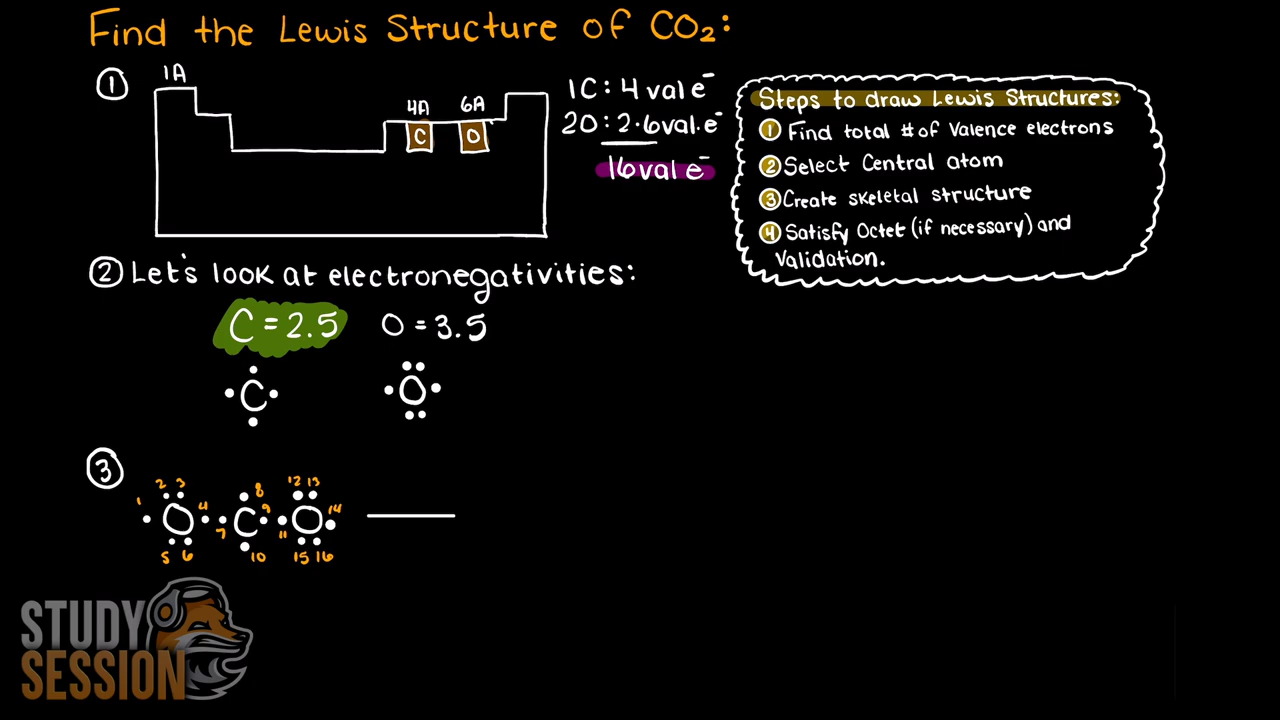 Find the Lewis Structure of CO₂:
①
1A
4A
6A
C
O
1C: 4 val e⁻
2O: 2·6 val. e⁻
16 val e⁻
Steps to draw Lewis Structures:
① Find total # of Valence electrons
② Select Central atom
③ Create skeletal structure
④ Satisfy Octet (if necessary) and
Validation.
② Let's look at electronegativities:
C = 2.5
O = 3.5
C
O
③
1 2 3 4 8 9 12 13 14
O C O
5 6 7 10 11 15 16
STUDY
SESSION